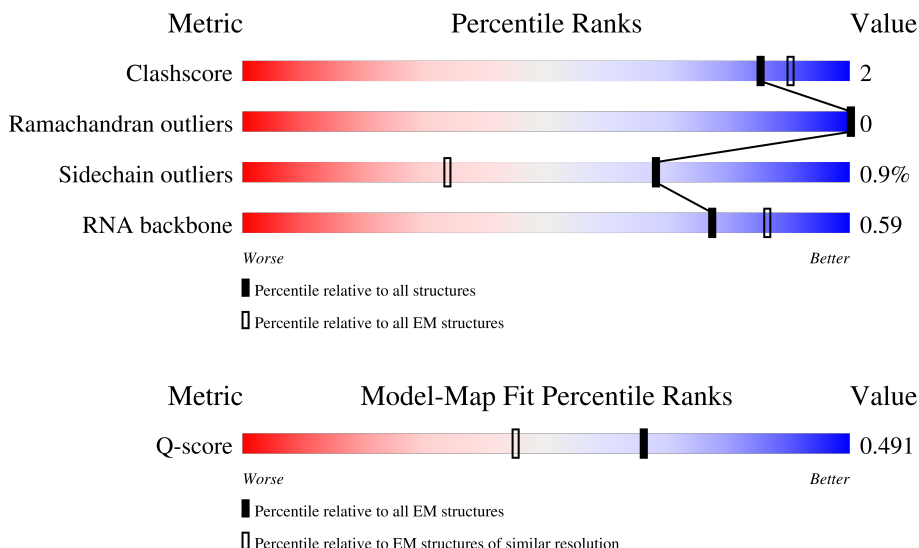 Metric Percentile Ranks Value
Clashscore 2
Ramachandran outliers 0
Sidechain outliers 0.9%
RNA backbone 0.59
Worse Better
Percentile relative to all structures
Percentile relative to all EM structures
Metric Model-Map Fit Percentile Ranks Value
Q-score 0.491
Worse Better
Percentile relative to all EM structures
Percentile relative to EM structures of similar resolution